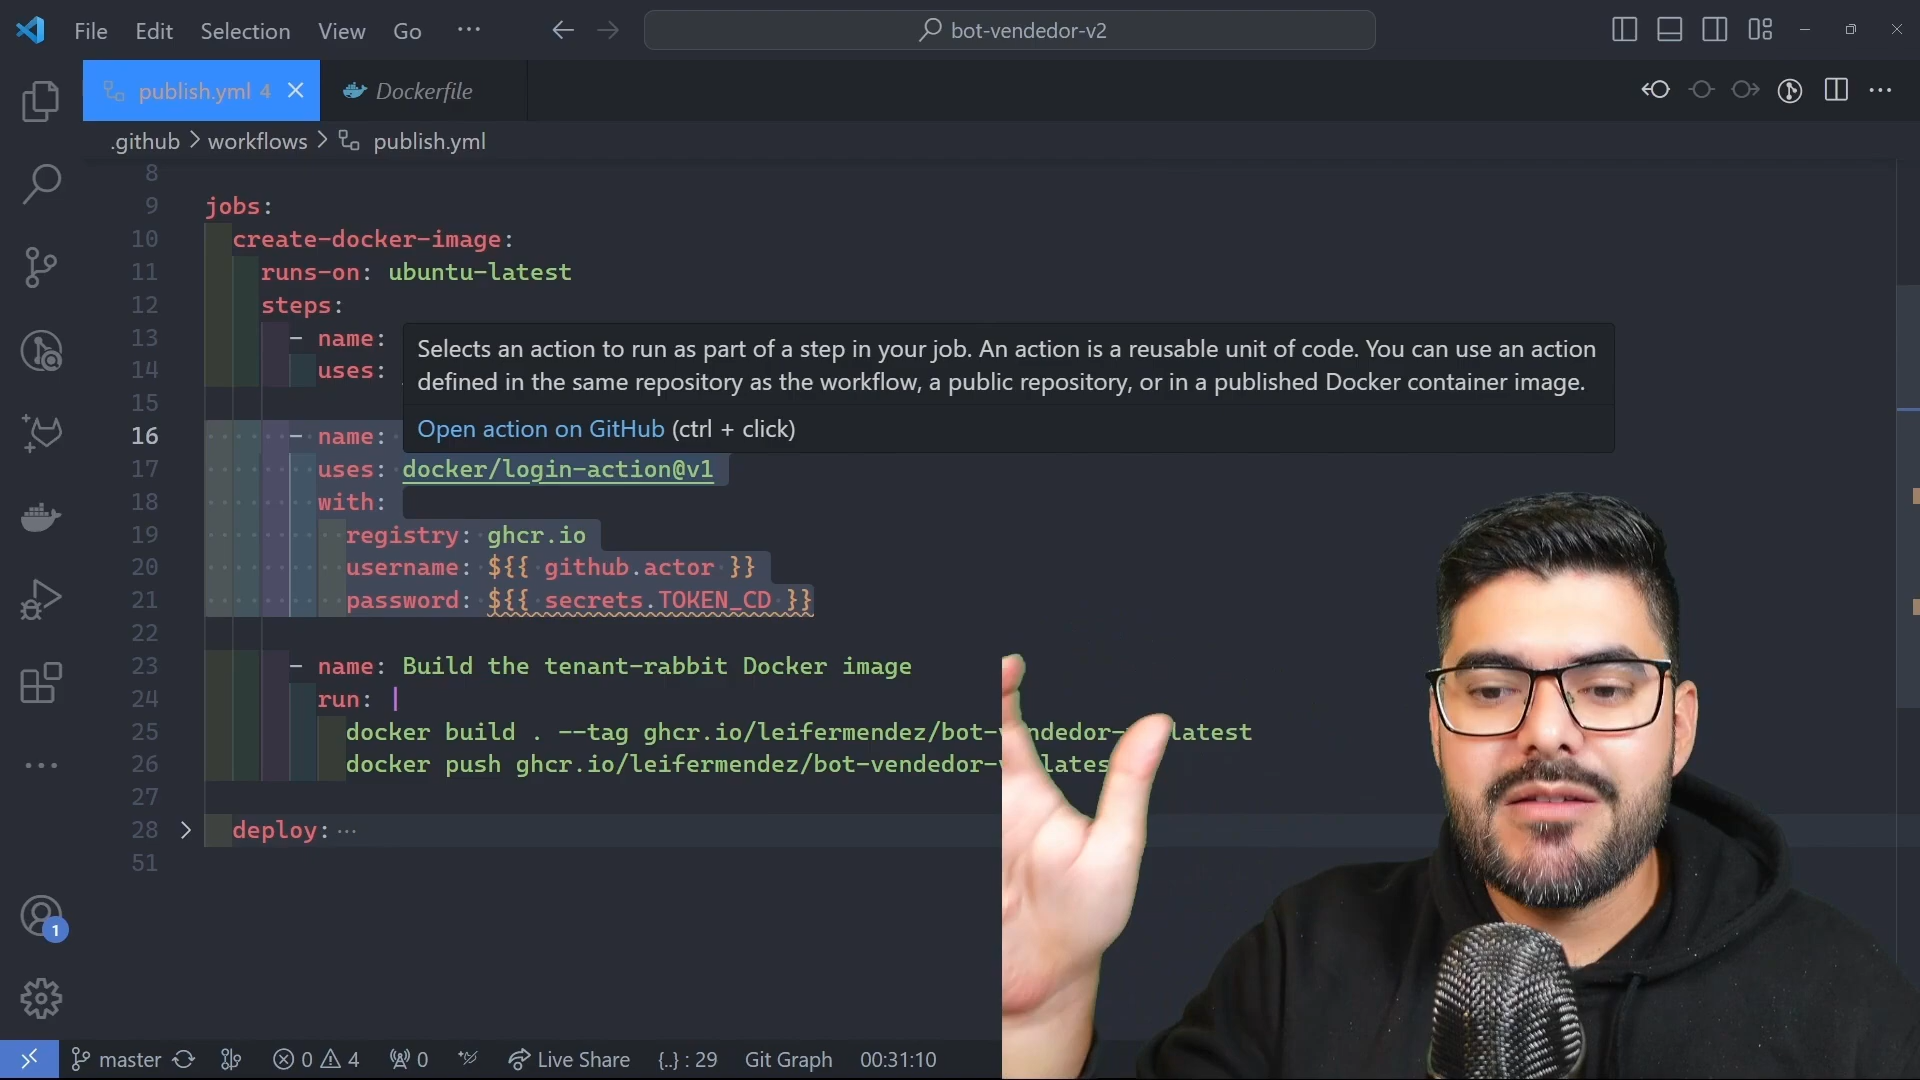 File Edit Selection View Go ··· bot-vendedor-v2
publish.yml 4 Dockerfile
.github > workflows > publish.yml
8
9 jobs:
10 create-docker-image:
11 runs-on: ubuntu-latest
12 steps:
13 - name:
14 uses:
15
16 - name:
17 uses: docker/login-action@v1
18 with:
19 registry: ghcr.io
20 username: ${{ github.actor }}
21 password: ${{ secrets.TOKEN_CD }}
22
23 - name: Build the tenant-rabbit Docker image
24 run: |
25 docker build . --tag ghcr.io/leifermendez/bot-vendedor- latest
26 docker push ghcr.io/leifermendez/bot-vendedor-
27
28 deploy: ···
51
Selects an action to run as part of a step in your job. An action is a reusable unit of code. You can use an action
defined in the same repository as the workflow, a public repository, or in a published Docker container image.
Open action on GitHub (ctrl + click)
1
master 0 4 0 Live Share {..} : 29 Git Graph 00:31:10